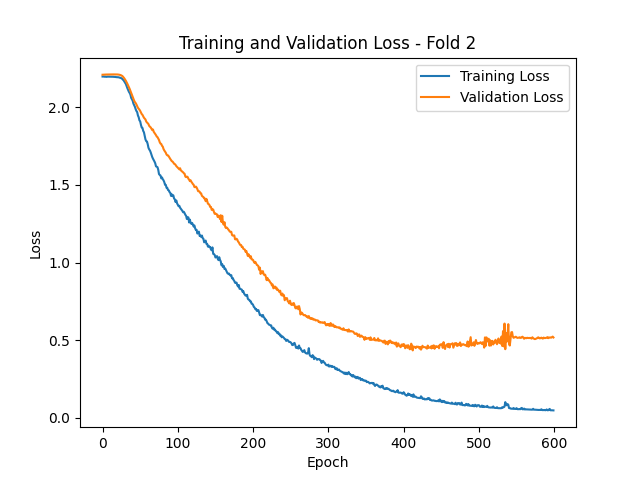 Training and Validation Loss - Fold 2
Training Loss
Validation Loss
Loss
2.0
1.5
1.0
0.5
0.0
0 100 200 300 400 500 600
Epoch